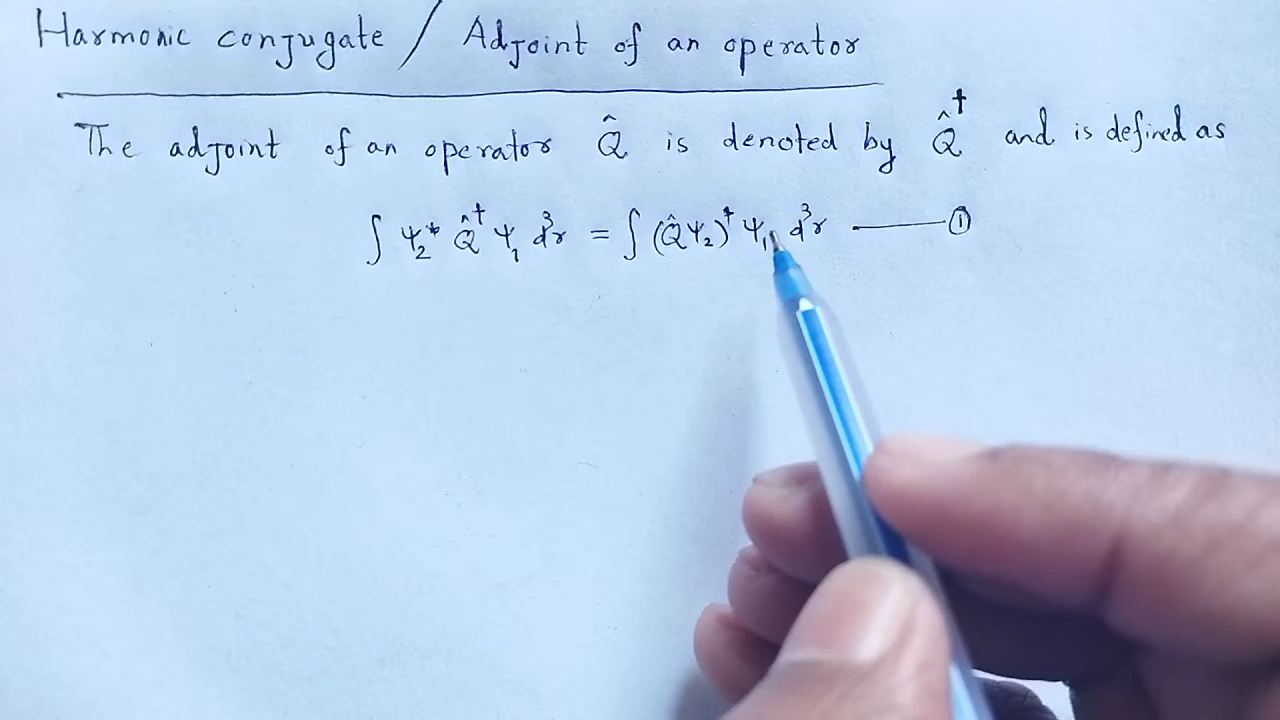 Harmonic conjugate / Adjoint of an operator
The adjoint of an operator Q̂ is denoted by Q̂† and is defined as
∫ ψ₂* Q̂† ψ₁ d³r = ∫ (Q̂ψ₂)† ψ₁ d³r —— ①